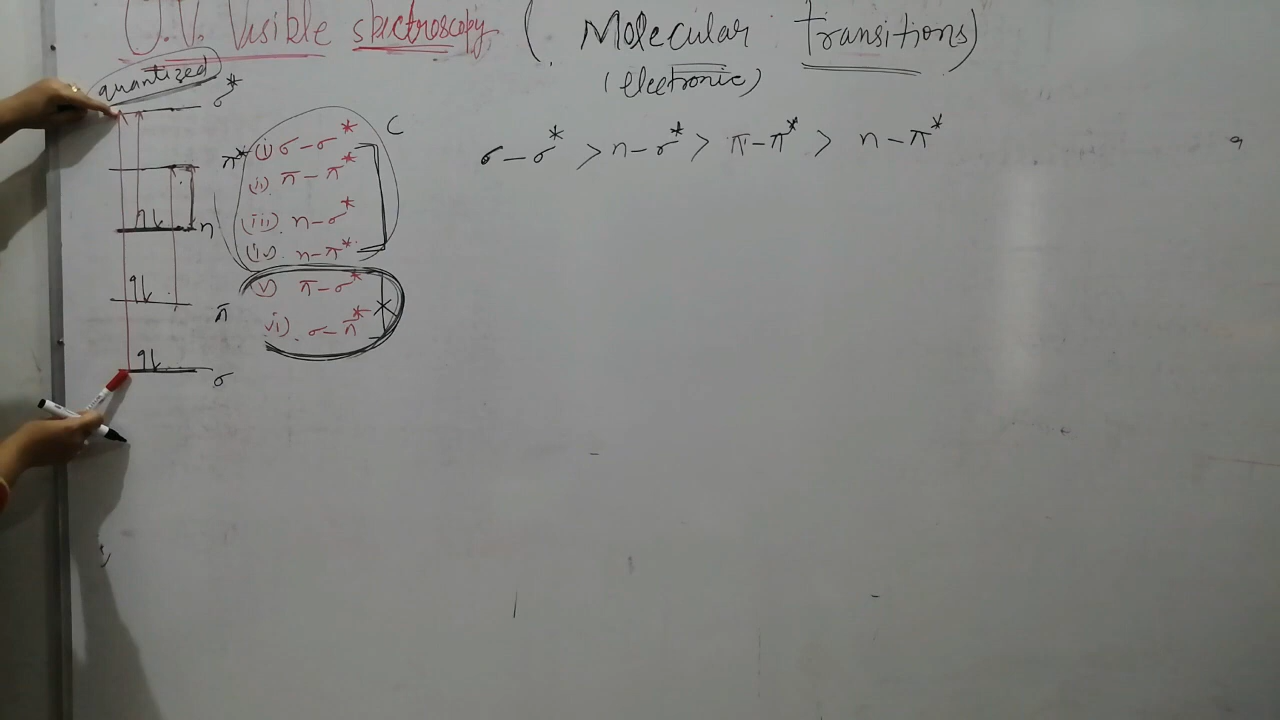 U.V. Visible spectroscopy ( Molecular Transitions)
(electronic)
quantized
σ*
π*
n
π
σ
(i) σ - σ*
(ii) π - π*
(iii) n - σ*
(iv) n - π*
(v) π - σ*
vi) σ - π*
σ - σ* > n - σ* > π - π* > n - π*